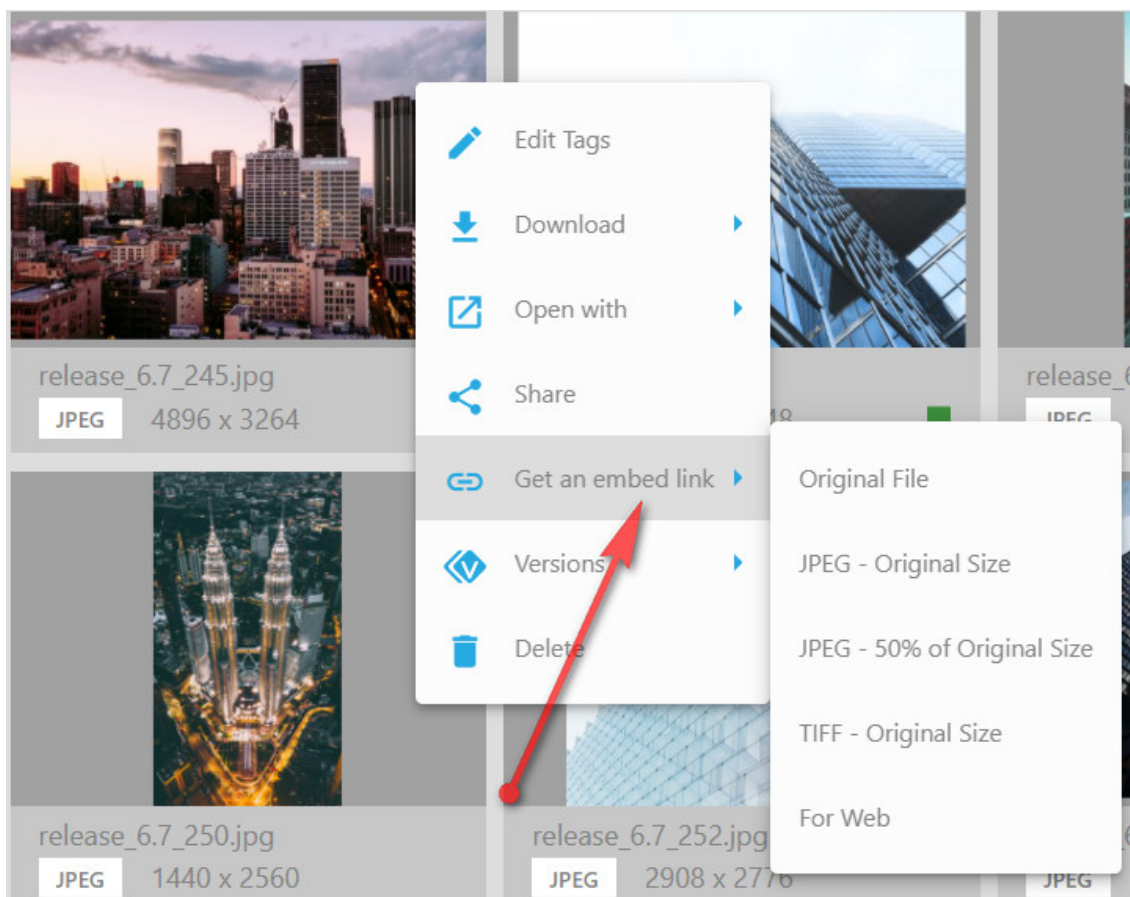 Edit Tags
Download
Open with
Share
Get an embed link
Versions
Delete
Original File
JPEG - Original Size
JPEG - 50% of Original Size
TIFF - Original Size
For Web
release_6.7_245.jpg
JPEG 4896 x 3264
release_
JPEG
release_6.7_250.jpg
JPEG 1440 x 2560
release_6.7_252.jpg
JPEG 2908 x 2776
JPEG